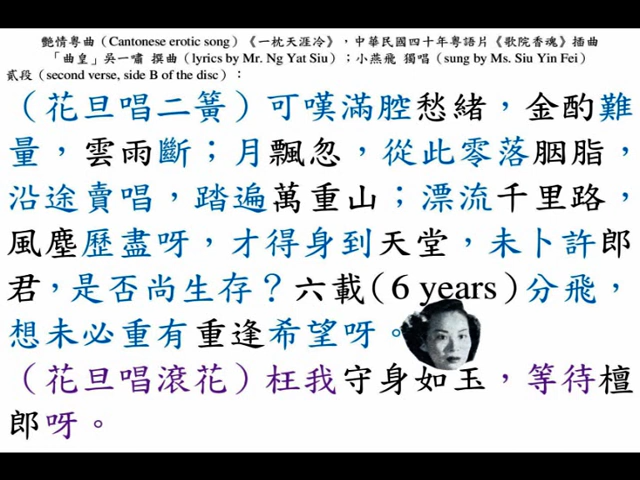 艷情粵曲（Cantonese erotic song）《一枕天涯冷》，中華民國四十年粵語片《歌院香魂》插曲
「曲皇」吳一嘯 撰曲（lyrics by Mr. Ng Yat Siu）；小燕飛 獨唱（sung by Ms. Siu Yin Fei）
貳段（second verse, side B of the disc）：
（花旦唱二簧）可嘆滿腔愁緒，金酌難
量，雲雨斷；月飄忽，從此零落胭脂，
沿途賣唱，踏遍萬重山；漂流千里路，
風塵歷盡呀，才得身到天堂，未卜許郎
君，是否尚生存？六載（6 years）分飛，
想未必重有重逢希望呀。
（花旦唱滾花）枉我守身如玉，等待檀
郎呀。